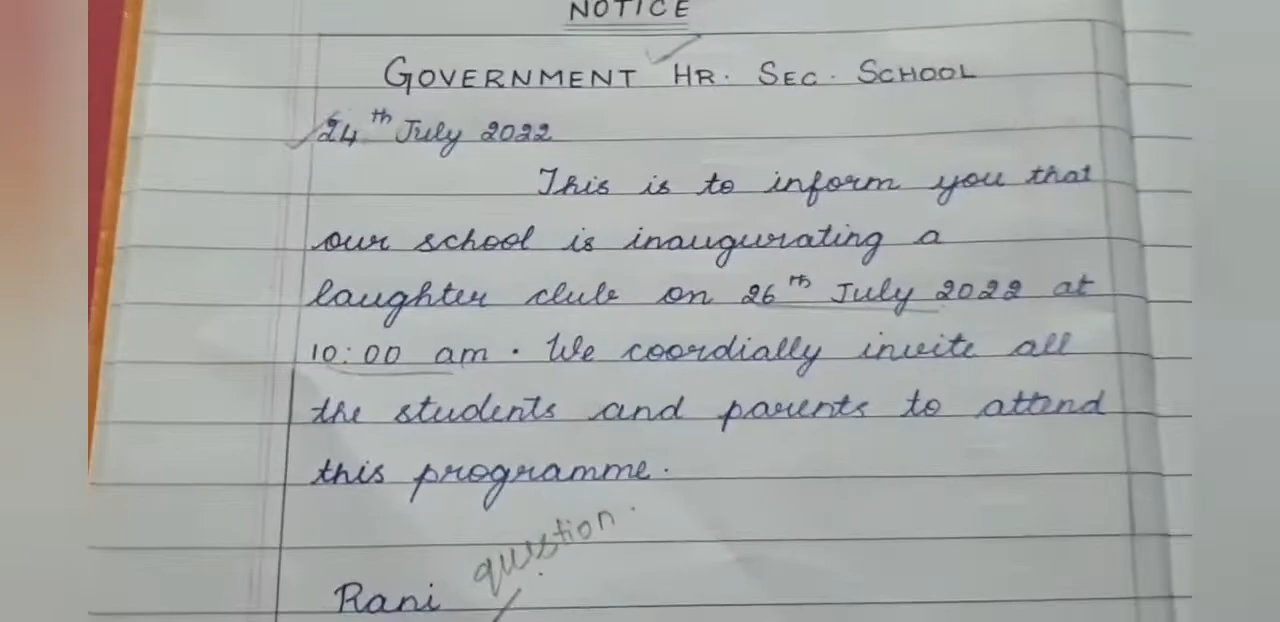 NOTICE
GOVERNMENT HR. SEC. SCHOOL
24th July 2022
This is to inform you that
our school is inaugurating a
laughter club on 26th July 2022 at
10:00 am. We coordially invite all
the students and parents to attend
this programme.
question.
Rani